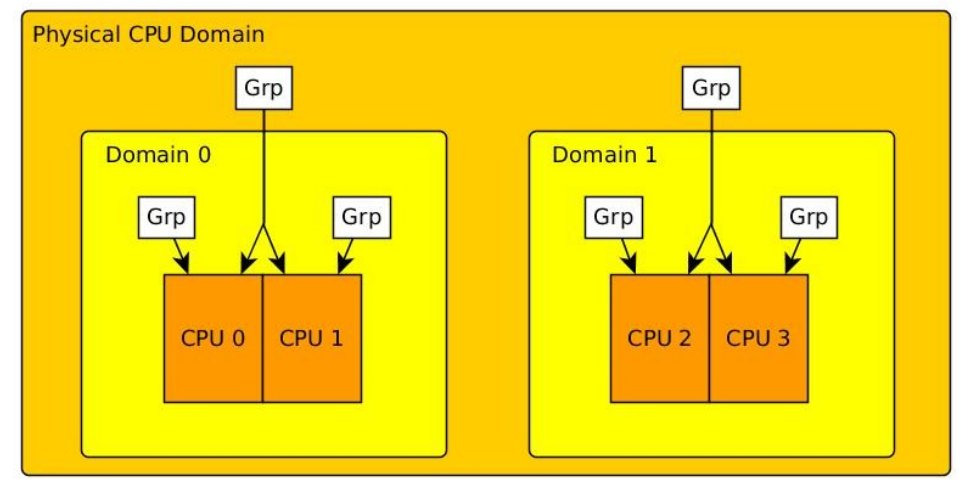 Physical CPU Domain
Grp
Grp
Domain 0
Domain 1
Grp
Grp
Grp
Grp
CPU 0
CPU 1
CPU 2
CPU 3